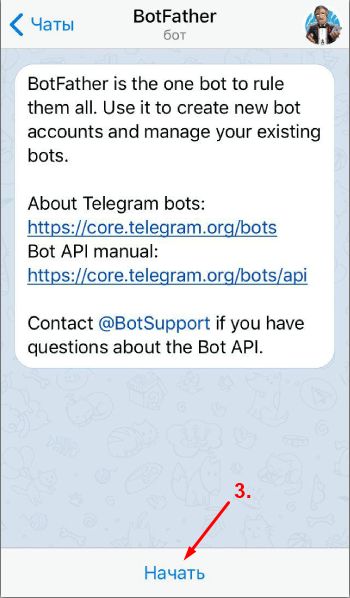 Чаты
BotFather
бот
BotFather is the one bot to rule
them all. Use it to create new bot
accounts and manage your existing
bots.
About Telegram bots:
https://core.telegram.org/bots
Bot API manual:
https://core.telegram.org/bots/api
Contact @BotSupport if you have
questions about the Bot API.
3.
Начать